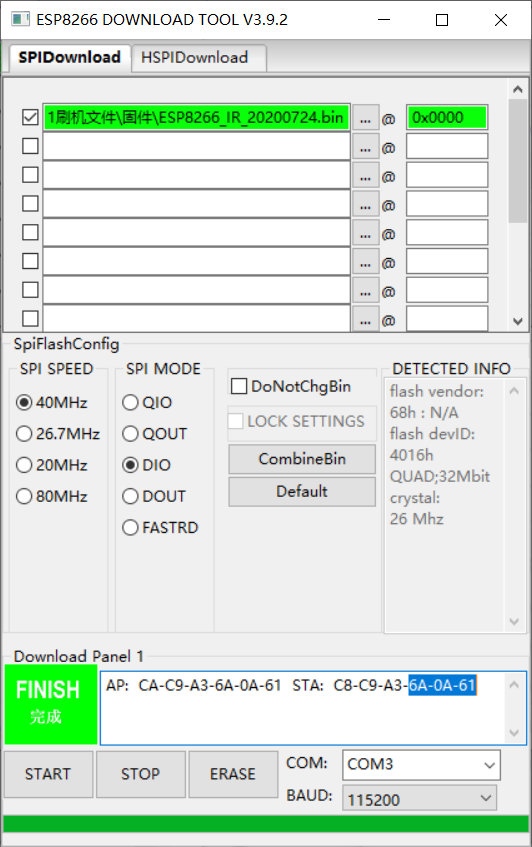 ESP8266 DOWNLOAD TOOL V3.9.2
SPIDownload HSPIDownload
1刷机文件\固件\ESP8266_IR_20200724.bin ... @ 0x0000
... @
... @
... @
... @
... @
... @
... @
SpiFlashConfig
SPI SPEED
40MHz
26.7MHz
20MHz
80MHz
SPI MODE
QIO
QOUT
DIO
DOUT
FASTRD
DoNotChgBin
LOCK SETTINGS
CombineBin
Default
DETECTED INFO
flash vendor:
68h : N/A
flash devID:
4016h
QUAD;32Mbit
crystal:
26 Mhz
Download Panel 1
FINISH
完成
AP: CA-C9-A3-6A-0A-61 STA: C8-C9-A3-6A-0A-61
START STOP ERASE
COM: COM3
BAUD: 115200